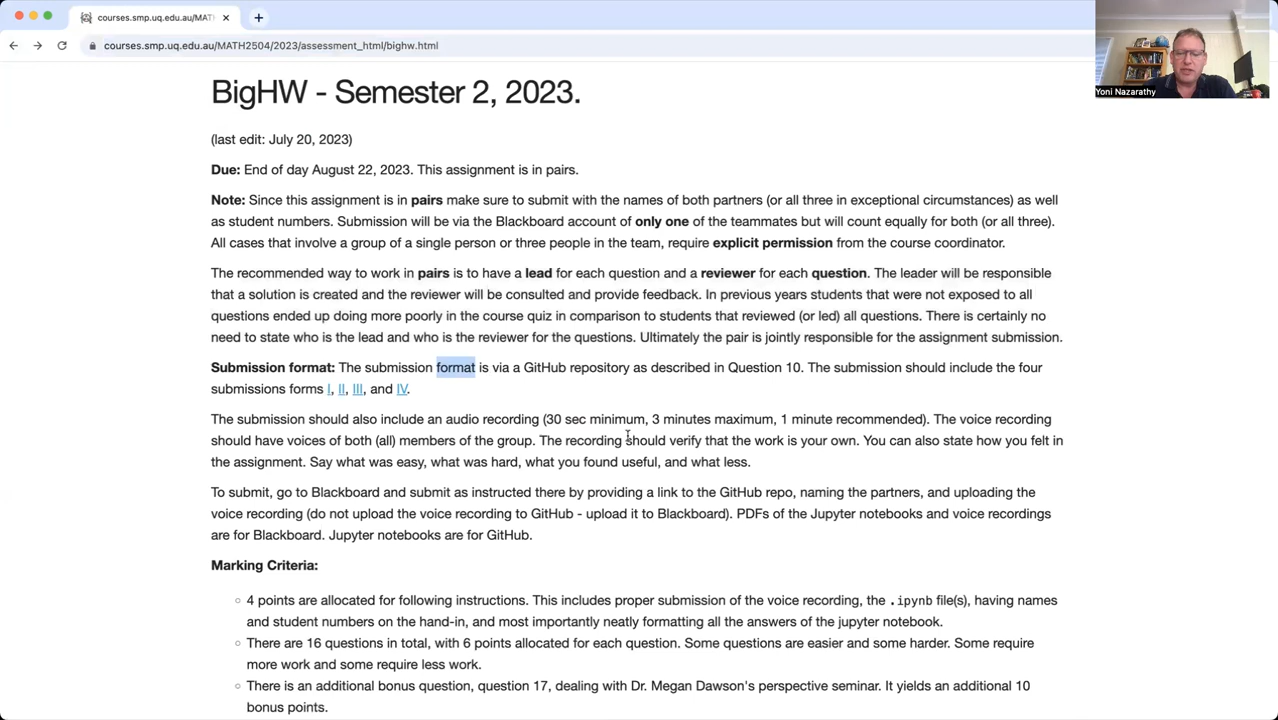 courses.smp.uq.edu.au/MAT
courses.smp.uq.edu.au/MATH2504/2023/assessment_html/bighw.html
Yoni Nazarathy
BigHW - Semester 2, 2023.
(last edit: July 20, 2023)
Due: End of day August 22, 2023. This assignment is in pairs.
Note: Since this assignment is in pairs make sure to submit with the names of both partners (or all three in exceptional circumstances) as well
as student numbers. Submission will be via the Blackboard account of only one of the teammates but will count equally for both (or all three).
All cases that involve a group of a single person or three people in the team, require explicit permission from the course coordinator.
The recommended way to work in pairs is to have a lead for each question and a reviewer for each question. The leader will be responsible
that a solution is created and the reviewer will be consulted and provide feedback. In previous years students that were not exposed to all
questions ended up doing more poorly in the course quiz in comparison to students that reviewed (or led) all questions. There is certainly no
need to state who is the lead and who is the reviewer for the questions. Ultimately the pair is jointly responsible for the assignment submission.
Submission format: The submission format is via a GitHub repository as described in Question 10. The submission should include the four
submissions forms I, II, III, and IV.
The submission should also include an audio recording (30 sec minimum, 3 minutes maximum, 1 minute recommended). The voice recording
should have voices of both (all) members of the group. The recording should verify that the work is your own. You can also state how you felt in
the assignment. Say what was easy, what was hard, what you found useful, and what less.
To submit, go to Blackboard and submit as instructed there by providing a link to the GitHub repo, naming the partners, and uploading the
voice recording (do not upload the voice recording to GitHub - upload it to Blackboard). PDFs of the Jupyter notebooks and voice recordings
are for Blackboard. Jupyter notebooks are for GitHub.
Marking Criteria:
4 points are allocated for following instructions. This includes proper submission of the voice recording, the .ipynb file(s), having names
and student numbers on the hand-in, and most importantly neatly formatting all the answers of the jupyter notebook.
There are 16 questions in total, with 6 points allocated for each question. Some questions are easier and some harder. Some require
more work and some require less work.
There is an additional bonus question, question 17, dealing with Dr. Megan Dawson's perspective seminar. It yields an additional 10
bonus points.